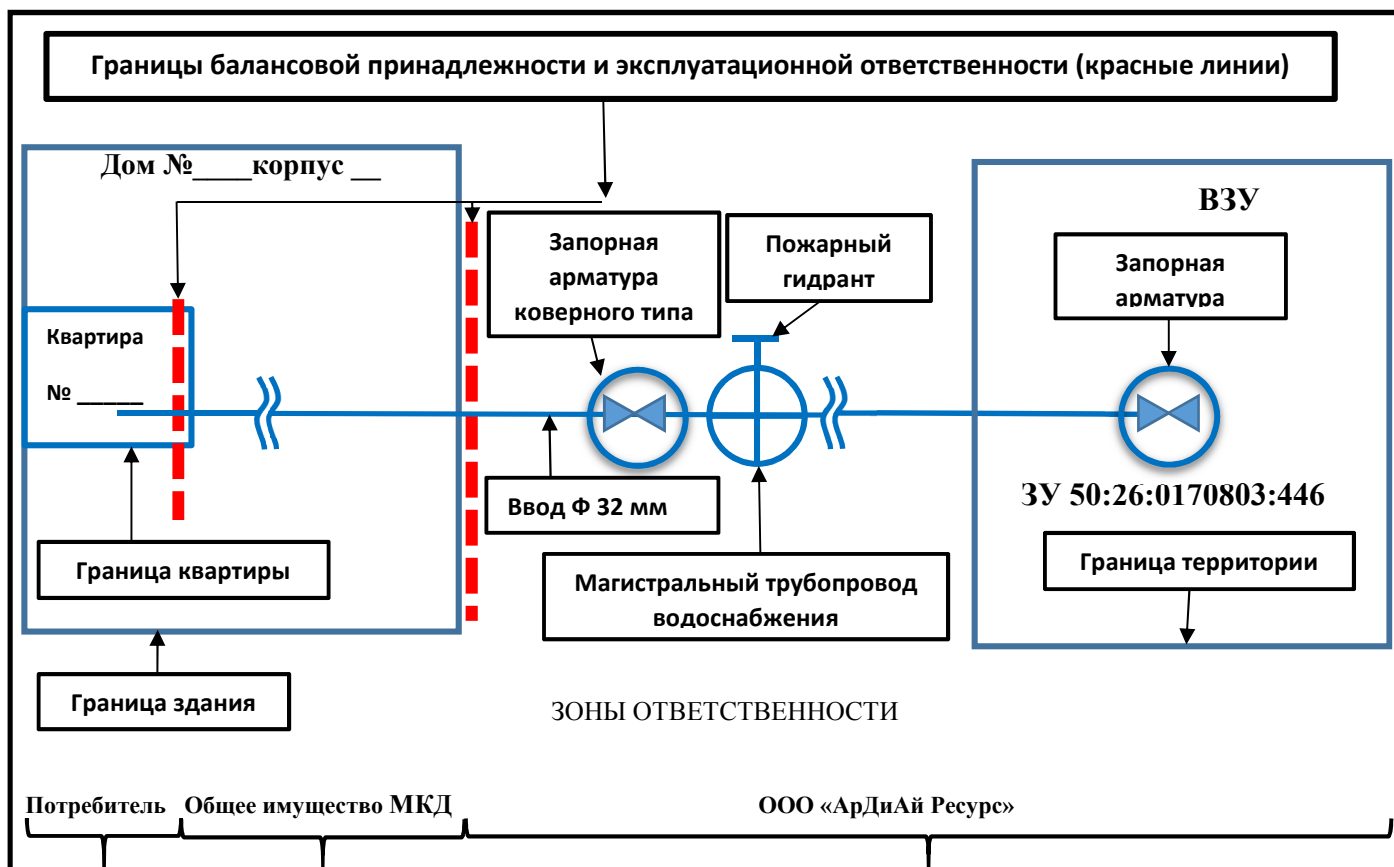 Границы балансовой принадлежности и эксплуатационной ответственности (красные линии)
Дом №____корпус __
ВЗУ
Запорная
арматура
коверного типа
Пожарный
гидрант
Запорная
арматура
Квартира
№ _____
Ввод Ф 32 мм
ЗУ 50:26:0170803:446
Граница квартиры
Магистральный трубопровод
водоснабжения
Граница территории
Граница здания
ЗОНЫ ОТВЕТСТВЕННОСТИ
Потребитель
Общее имущество МКД
ООО «АрДиАй Ресурс»